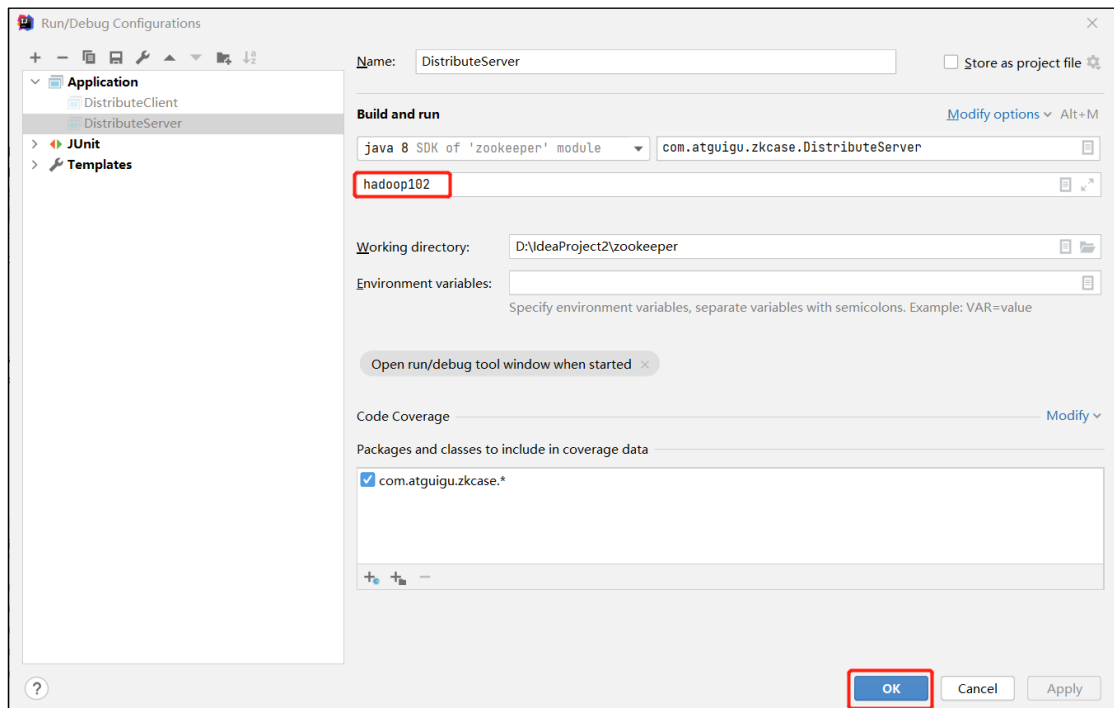 Run/Debug Configurations
Application
DistributeClient
DistributeServer
JUnit
Templates
Name: DistributeServer Store as project file
Build and run Modify options Alt+M
java 8 SDK of 'zookeeper' module com.atguigu.zkcase.DistributeServer
hadoop102
Working directory: D:\IdeaProject2\zookeeper
Environment variables:
Specify environment variables, separate variables with semicolons. Example: VAR=value
Open run/debug tool window when started ×
Code Coverage Modify
Packages and classes to include in coverage data
com.atguigu.zkcase.*
? OK Cancel Apply